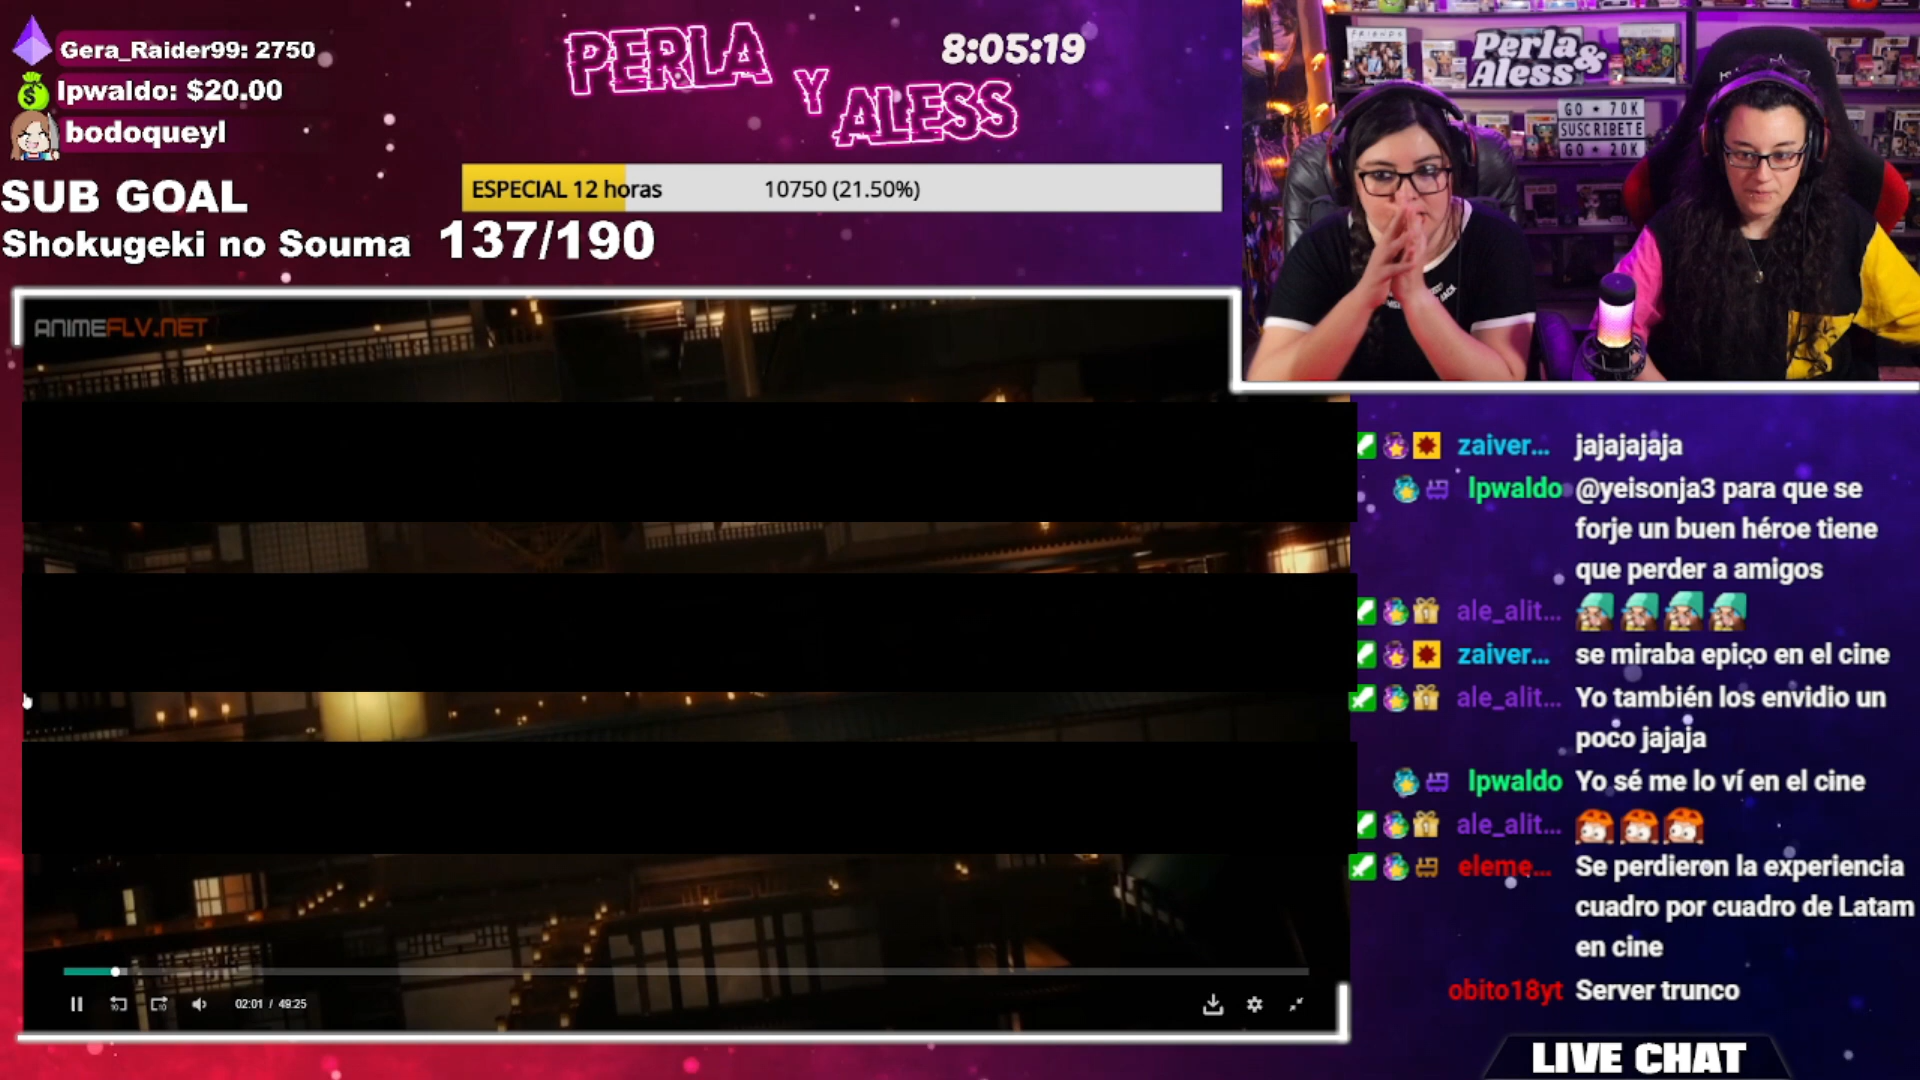 Gera_Raider99: 2750
lpwaldo: $20.00
bodoqueyl
SUB GOAL
Shokugeki no Souma 137/190
PERLA
Y
ALESS
8:05:19
ESPECIAL 12 horas 10750 (21.50%)
FRIENDS
Perla&
Aless
GO * 70K
SUSCRIBETE
GO * 20K
ANIMEFLV.NET
02:01 / 49:25
zaiver... jajajajaja
lpwaldo @yeisonja3 para que se
forje un buen héroe tiene
que perder a amigos
ale_alit...
zaiver... se miraba epico en el cine
ale_alit... Yo también los envidio un
poco jajaja
lpwaldo Yo sé me lo ví en el cine
ale_alit...
eleme... Se perdieron la experiencia
cuadro por cuadro de Latam
en cine
obito18yt Server trunco
LIVE CHAT